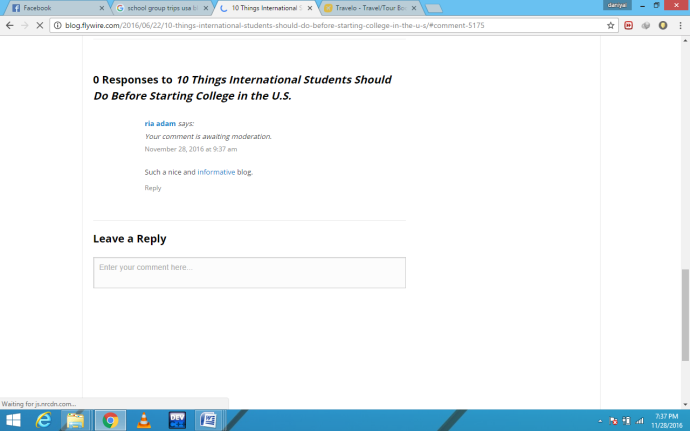 Facebook
school group trips usa bl
10 Things International S
Travelo - Travel/Tour Boo
daniyal
blog.flywire.com/2016/06/22/10-things-international-students-should-do-before-starting-college-in-the-u-s/#comment-5175
0 Responses to 10 Things International Students Should
Do Before Starting College in the U.S.
ria adam says:
Your comment is awaiting moderation.
November 28, 2016 at 9:37 am
Such a nice and informative blog.
Reply
Leave a Reply
Enter your comment here...
Waiting for js.nrcdn.com...
DEV
7:37 PM
11/28/2016